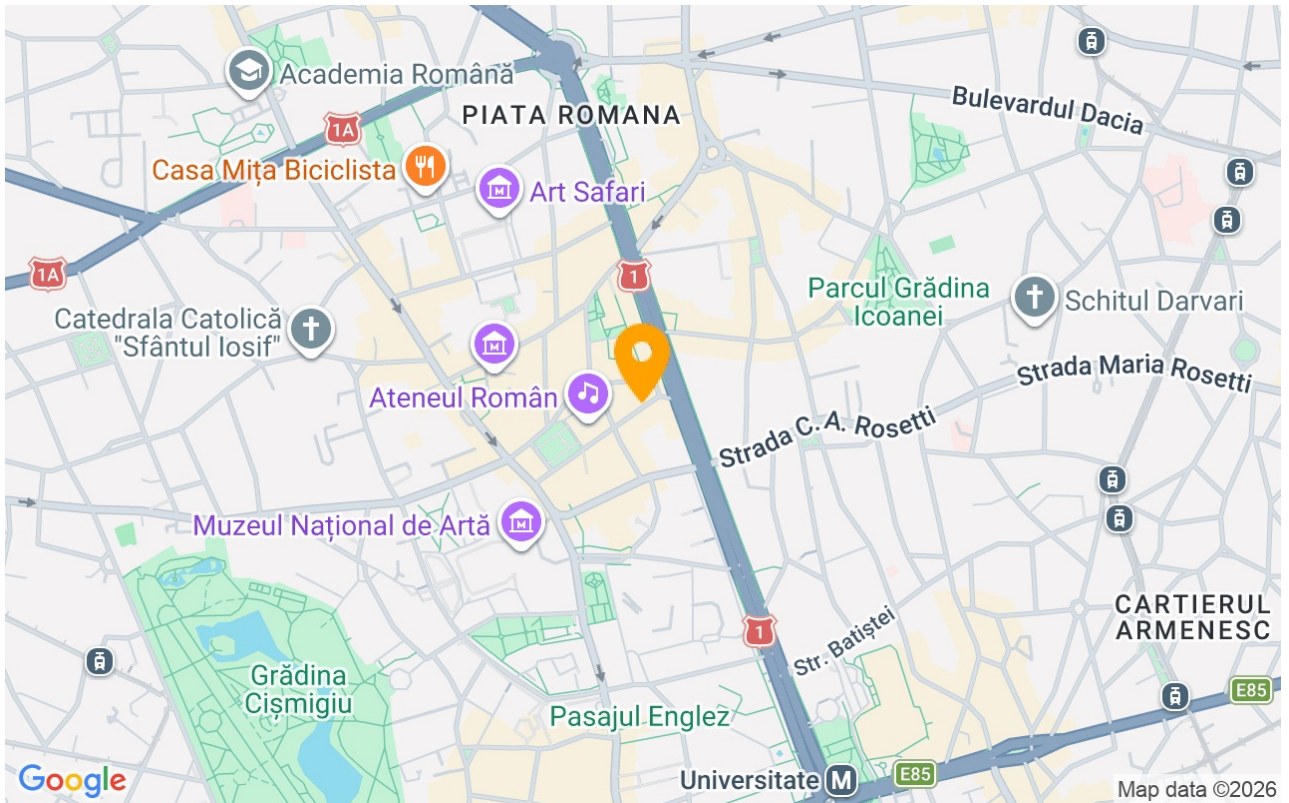 Academia Română
PIATA ROMANA
Bulevardul Dacia
1A
Casa Mița Biciclista
Art Safari
1A
1
Parcul Grădina
Icoanei
Schitul Darvari
Catedrala Catolică
"Sfântul Iosif"
Strada Maria Rosetti
Ateneul Român
Strada C. A. Rosetti
Muzeul Național de Artă
CARTIERUL
ARMENESC
1
Str. Batiștei
Grădina
Cișmigiu
E85
Pasajul Englez
Universitate M
E85
Google
Map data ©2026